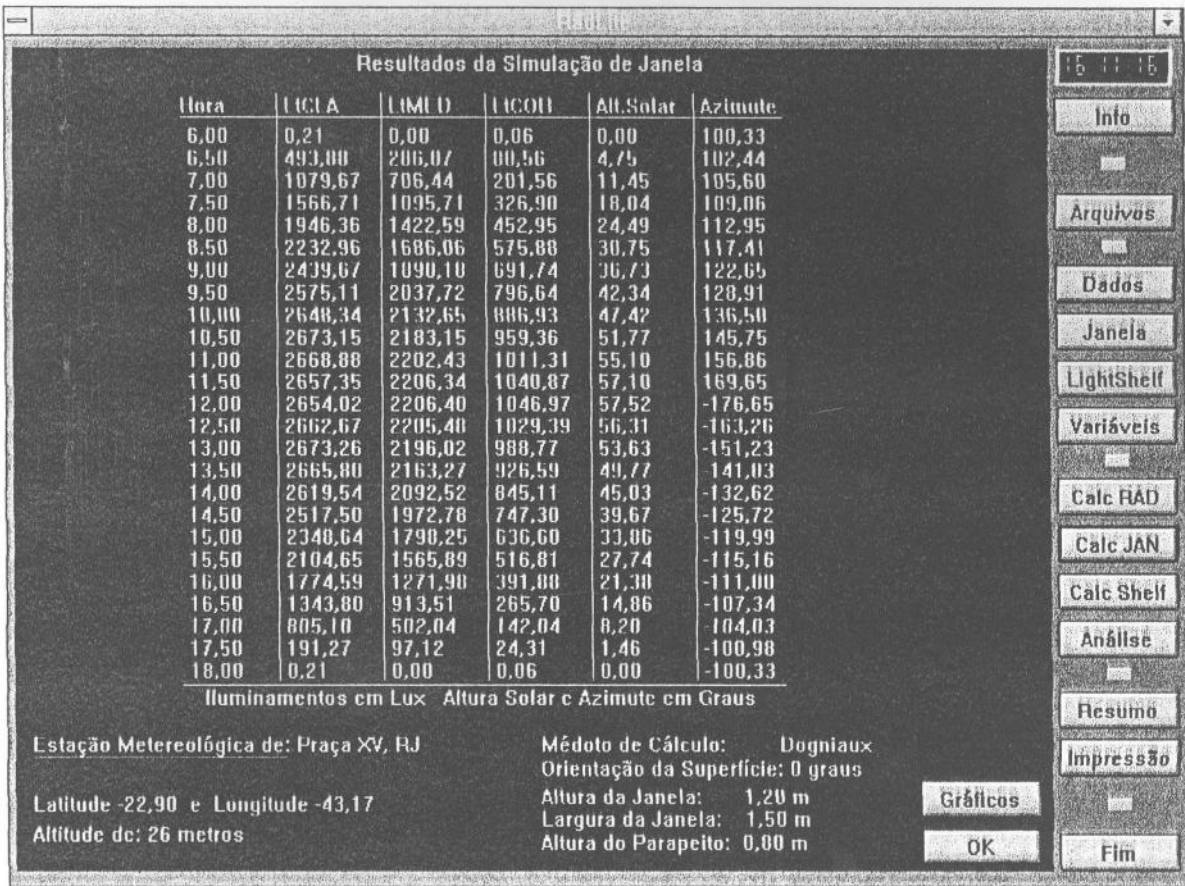 Resultados da Simulação de Janela
Hora LtCLA LtMED LtCOB Alt.Solar Azimute
6,00 0,21 0,00 0,06 0,00 100,33
6,50 493,88 206,07 80,56 4,75 102,44
7,00 1079,67 706,44 201,56 11,45 105,60
7,50 1566,71 1095,71 326,90 18,04 109,06
8,00 1946,36 1422,59 452,95 24,49 112,95
8,50 2232,96 1686,06 575,88 30,75 117,41
9,00 2439,67 1890,18 691,74 36,73 122,65
9,50 2575,11 2037,72 796,64 42,34 128,91
10,00 2648,34 2132,65 886,93 47,42 136,50
10,50 2673,15 2183,15 959,36 51,77 145,75
11,00 2668,88 2202,43 1011,31 55,10 156,86
11,50 2657,35 2206,34 1040,87 57,10 169,65
12,00 2654,02 2206,40 1046,97 57,52 -176,65
12,50 2662,67 2205,48 1029,39 56,31 -163,26
13,00 2673,26 2196,02 988,77 53,63 -151,23
13,50 2665,80 2163,27 926,59 49,77 -141,03
14,00 2619,54 2092,52 845,11 45,03 -132,62
14,50 2517,50 1972,78 747,30 39,67 -125,72
15,00 2348,64 1798,25 636,60 33,86 -119,99
15,50 2104,65 1565,89 516,81 27,74 -115,16
16,00 1774,59 1271,98 391,88 21,38 -111,00
16,50 1343,80 913,51 265,70 14,86 -107,34
17,00 805,10 502,04 142,04 8,20 -104,03
17,50 191,27 97,12 24,31 1,46 -100,98
18,00 0,21 0,00 0,06 0,00 -100,33
Iluminamentos em Lux Altura Solar e Azimute em Graus
Estação Metereológica de: Praça XV, RJ
Latitude -22,90 e Longitude -43,17
Altitude de: 26 metros
Médoto de Cálculo: Dogniaux
Orientação da Superfície: 0 graus
Altura da Janela: 1,20 m
Largura da Janela: 1,50 m
Altura do Parapeito: 0,80 m
Gráficos
OK
16 11 16
Info
Arquivos
Dados
Janela
LightShelf
Variáveis
Calc RAD
Calc JAN
Calc Shelf
Análise
Resumo
Impressão
Fim